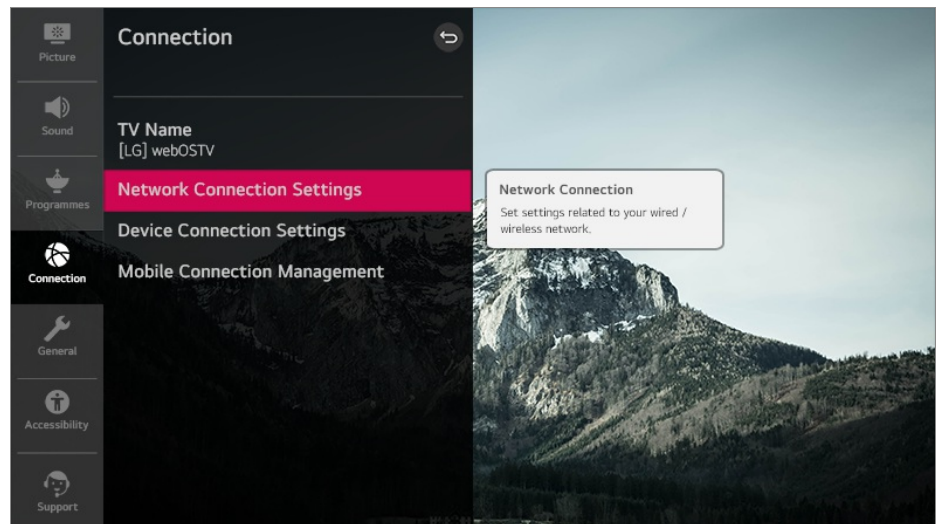 Picture
Sound
Programmes
Connection
General
Accessibility
Support
Connection
TV Name
[LG] webOSTV
Network Connection Settings
Device Connection Settings
Mobile Connection Management
Network Connection
Set settings related to your wired /
wireless network.